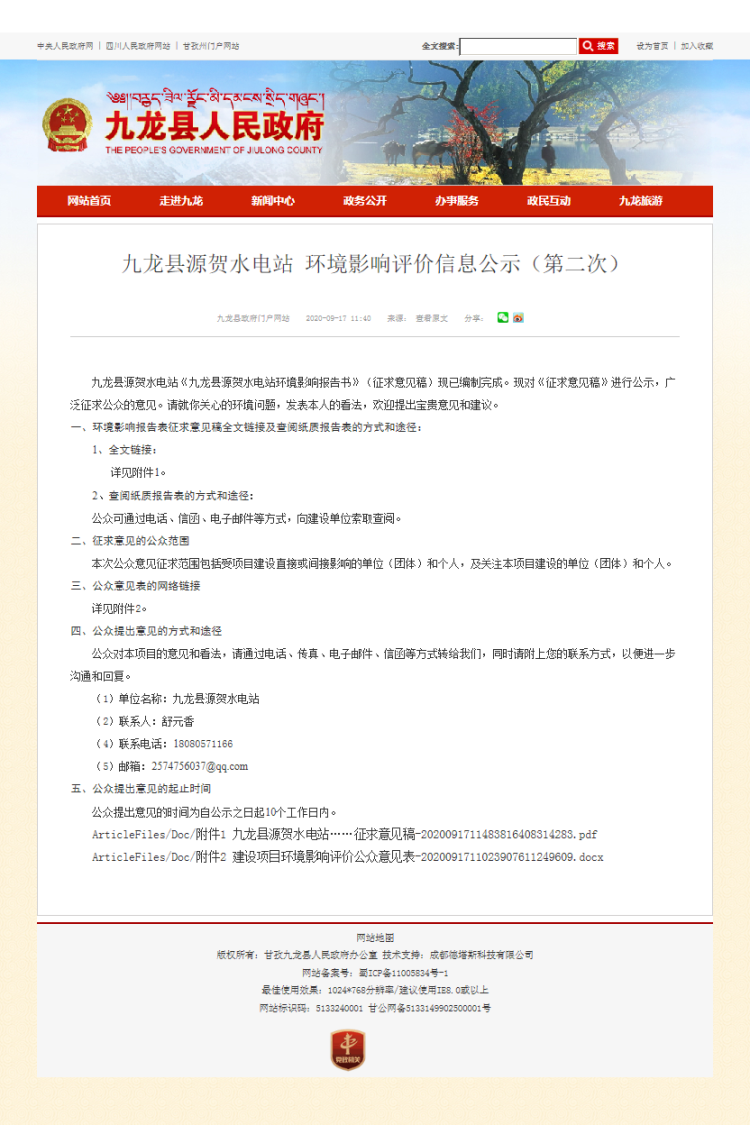 中央人民政府网 | 四川人民政府网站 | 甘孜州门户网站
全文搜索:
搜索
设为首页 | 加入收藏
九龙县人民政府
THE PEOPLE'S GOVERNMENT OF JIULONG COUNTY
网站首页 走进九龙 新闻中心 政务公开 办事服务 政民互动 九龙旅游
九龙县源贺水电站 环境影响评价信息公示（第二次）
九龙县政府门户网站 2020-09-17 11:40 来源: 查看原文 分享:
九龙县源贺水电站《九龙县源贺水电站环境影响报告书》（征求意见稿）现已编制完成。现对《征求意见稿》进行公示，广
泛征求公众的意见。请就你关心的环境问题，发表本人的看法，欢迎提出宝贵意见和建议。
一、环境影响报告表征求意见稿全文链接及查阅纸质报告表的方式和途径：
1、全文链接：
详见附件1。
2、查阅纸质报告表的方式和途径：
公众可通过电话、信函、电子邮件等方式，向建设单位索取查阅。
二、征求意见的公众范围
本次公众意见征求范围包括受项目建设直接或间接影响的单位（团体）和个人，及关注本项目建设的单位（团体）和个人。
三、公众意见表的网络链接
详见附件2。
四、公众提出意见的方式和途径
公众对本项目的意见和看法，请通过电话、传真、电子邮件、信函等方式转给我们，同时请附上您的联系方式，以便进一步
沟通和回复。
（1）单位名称：九龙县源贺水电站
（2）联系人：舒元香
（4）联系电话：18080571166
（5）邮箱：2574756037@qq.com
五、公众提出意见的起止时间
公众提出意见的时间为自公示之日起10个工作日内。
ArticleFiles/Doc/附件1 九龙县源贺水电站……征求意见稿-2020091711483816408314283.pdf
ArticleFiles/Doc/附件2 建设项目环境影响评价公众意见表-2020091711023907611249609.docx
网站地图
版权所有：甘孜九龙县人民政府办公室 技术支持：成都德塔斯科技有限公司
网站备案号：蜀ICP备11005834号-1
最佳使用效果：1024*768分辨率/建议使用IE8.0或以上
网站标识码：5133240001 甘公网备5133149902500001号
党政机关